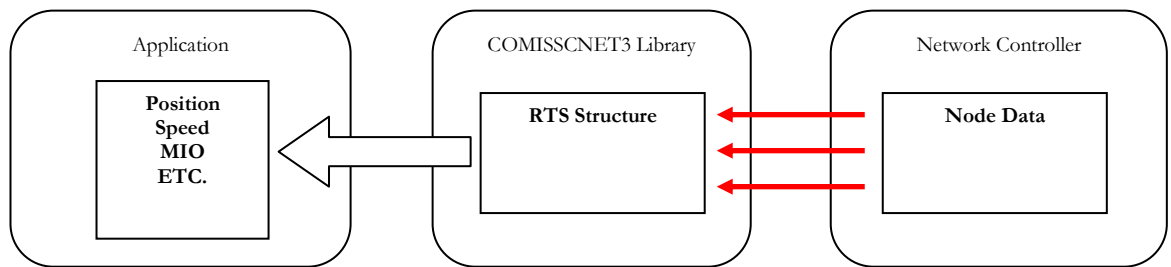 Application
Position
Speed
MIO
ETC.
COMISSCNET3 Library
RTS Structure
Network Controller
Node Data